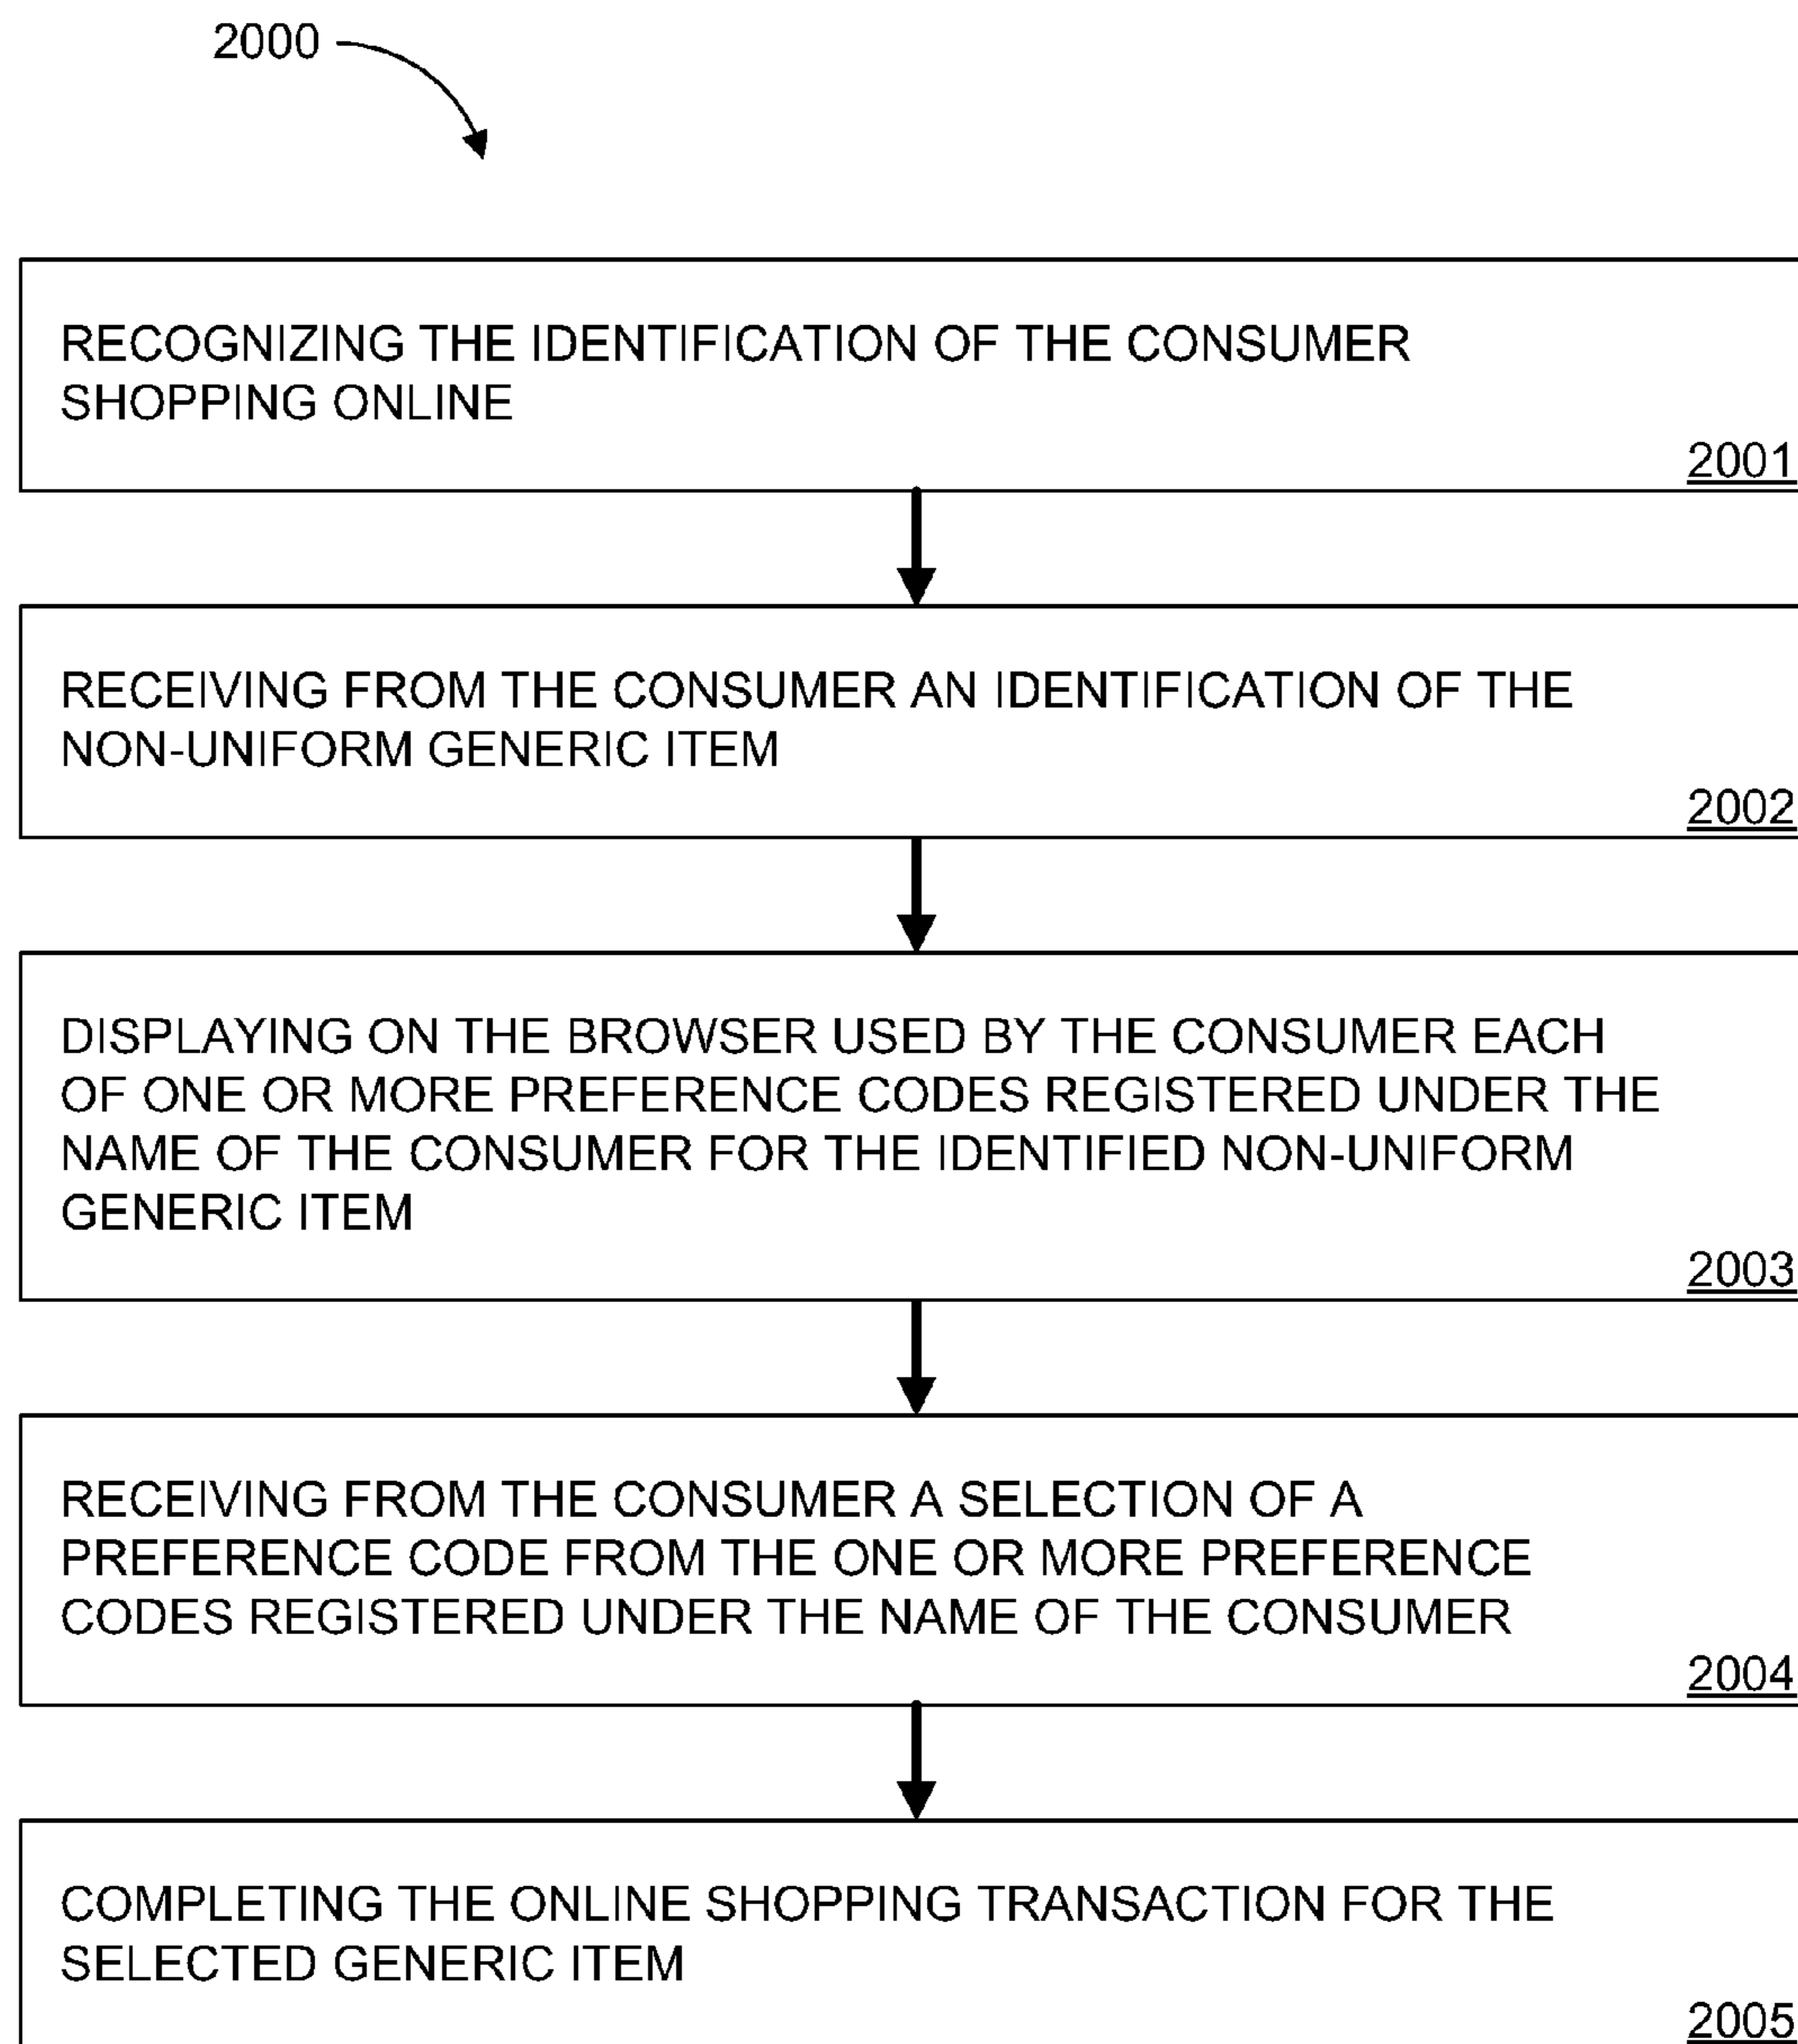 2000
RECOGNIZING THE IDENTIFICATION OF THE CONSUMER
SHOPPING ONLINE
2001
RECEIVING FROM THE CONSUMER AN IDENTIFICATION OF THE
NON-UNIFORM GENERIC ITEM
2002
DISPLAYING ON THE BROWSER USED BY THE CONSUMER EACH
OF ONE OR MORE PREFERENCE CODES REGISTERED UNDER THE
NAME OF THE CONSUMER FOR THE IDENTIFIED NON-UNIFORM
GENERIC ITEM
2003
RECEIVING FROM THE CONSUMER A SELECTION OF A
PREFERENCE CODE FROM THE ONE OR MORE PREFERENCE
CODES REGISTERED UNDER THE NAME OF THE CONSUMER
2004
COMPLETING THE ONLINE SHOPPING TRANSACTION FOR THE
SELECTED GENERIC ITEM
2005